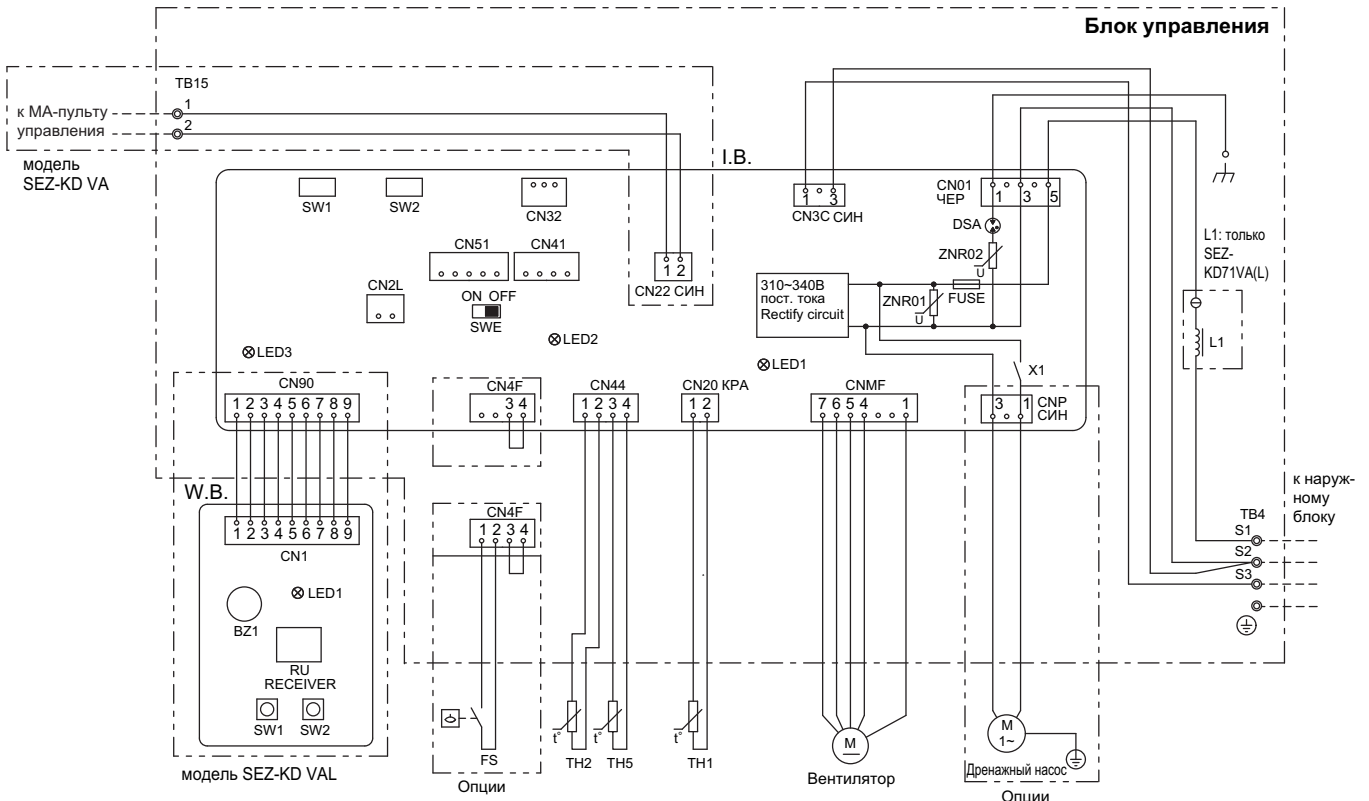 Блок управления
TB15
1
к МА-пульту
управления
2
модель
SEZ-KD VA
I.B.
SW1
SW2
CN32
CN51
CN41
1 2
CN22 СИН
CN2L
ON OFF
SWE
LED3
LED2
LED1
1 3
CN3C СИН
CN01
ЧЕР
1 3 5
DSA
ZNR02
U
310~340В
пост. тока
Rectify circuit
ZNR01
U
FUSE
X1
L1: только
SEZ-
KD71VA(L)
L1
CN90
1 2 3 4 5 6 7 8 9
CN4F
3 4
CN44
1 2 3 4
CN20 КРА
1 2
CNMF
7 6 5 4 1
3 1
CNP
СИН
W.B.
1 2 3 4 5 6 7 8 9
CN1
LED1
BZ1
RU
RECEIVER
SW1
SW2
модель SEZ-KD VAL
CN4F
1 2 3 4
FS
Опции
t°
TH2
t°
TH5
t°
TH1
M
Вентилятор
M
1~
Дренажный насос
Опции
к наруж-
ному
блоку
TB4
S1
S2
S3